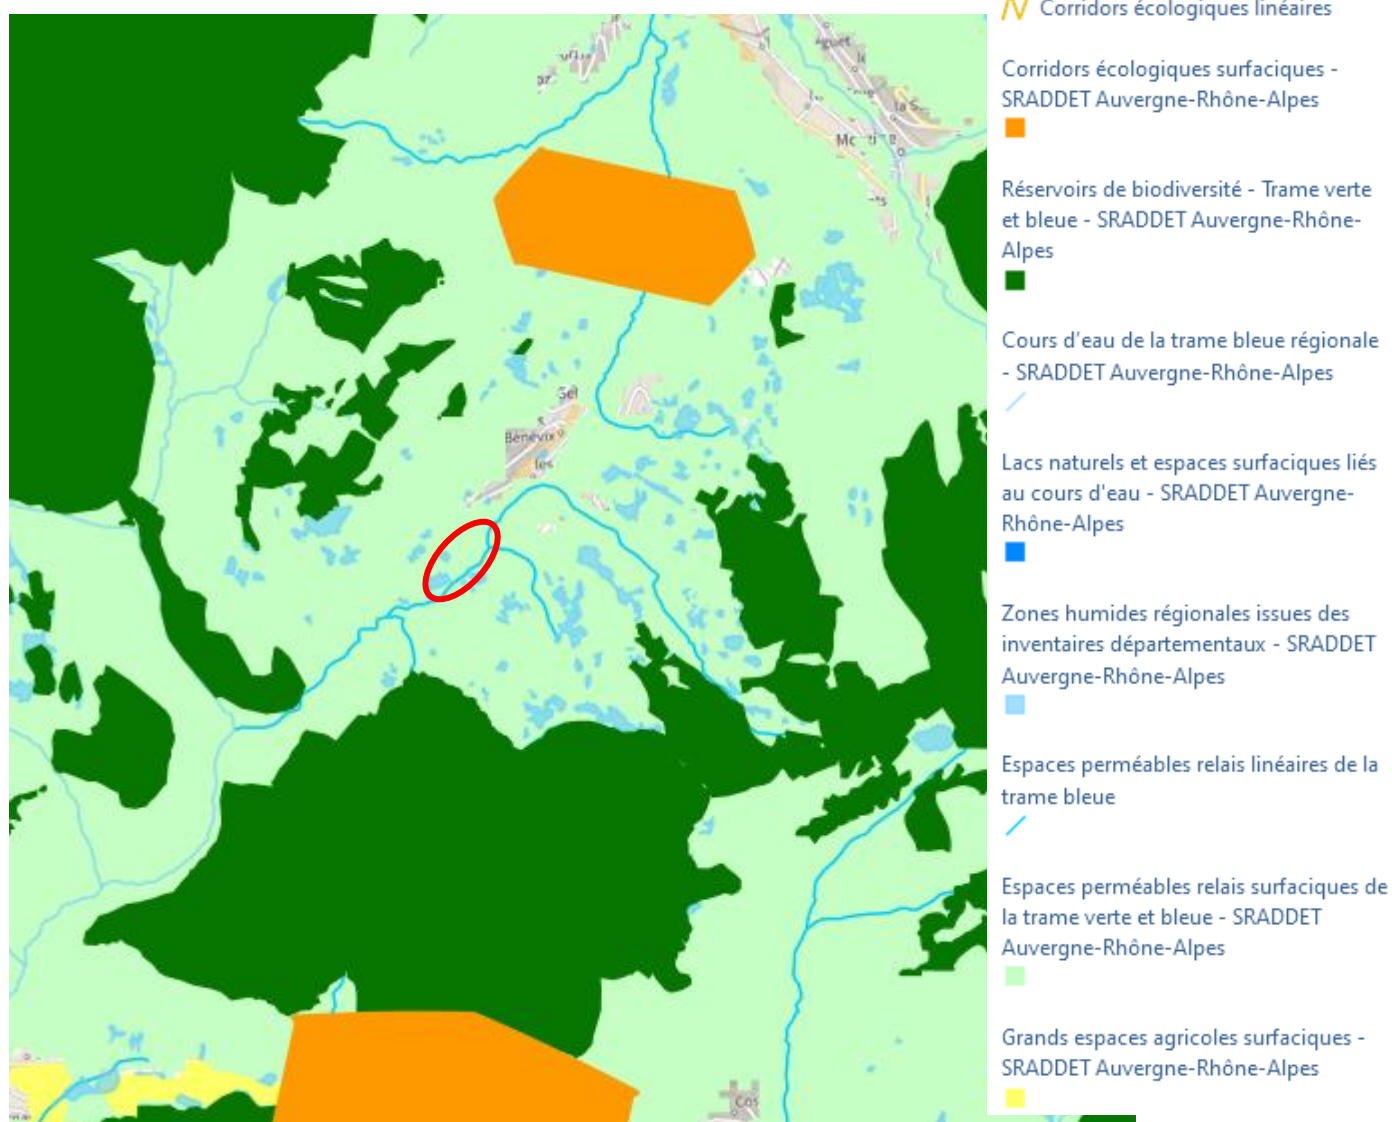 Corridors écologiques linéaires
Corridors écologiques surfaciques -
SRADDET Auvergne-Rhône-Alpes
Réservoirs de biodiversité - Trame verte
et bleue - SRADDET Auvergne-Rhône-
Alpes
Cours d'eau de la trame bleue régionale
- SRADDET Auvergne-Rhône-Alpes
Lacs naturels et espaces surfaciques liés
au cours d'eau - SRADDET Auvergne-
Rhône-Alpes
Zones humides régionales issues des
inventaires départementaux - SRADDET
Auvergne-Rhône-Alpes
Espaces perméables relais linéaires de la
trame bleue
Espaces perméables relais surfaciques de
la trame verte et bleue - SRADDET
Auvergne-Rhône-Alpes
Grands espaces agricoles surfaciques -
SRADDET Auvergne-Rhône-Alpes
Bénévix
les
Cos